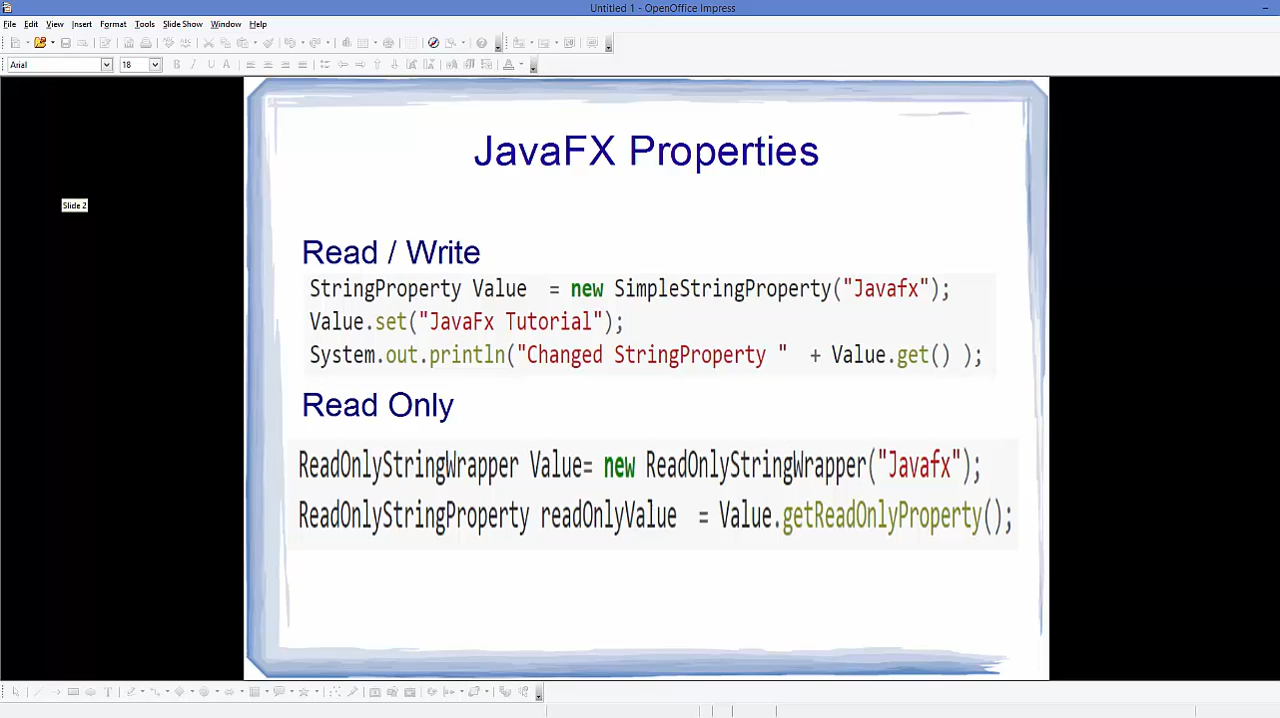 Untitled 1 - OpenOffice Impress
File Edit View Insert Format Tools Slide Show Window Help
Arial 18
JavaFX Properties
Slide 2
Read / Write
StringProperty Value = new SimpleStringProperty("Javafx");
Value.set("JavaFx Tutorial");
System.out.println("Changed StringProperty " + Value.get() );
Read Only
ReadOnlyStringWrapper Value= new ReadOnlyStringWrapper("Javafx");
ReadOnlyStringProperty readOnlyValue = Value.getReadOnlyProperty();